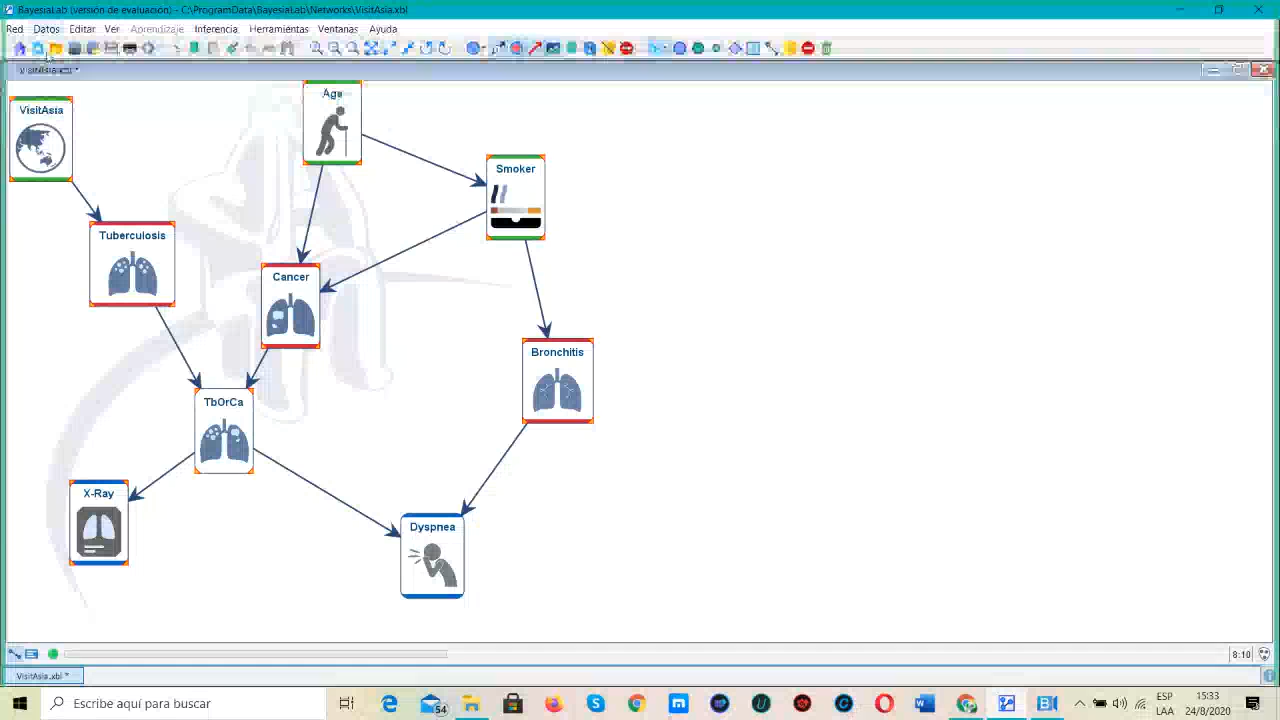 BayesiaLab (versión de evaluación) - C:\ProgramData\BayesiaLab\Networks\VisitAsia.xbl
Red Datos Editar Ver Aprendizaje Inferencia Herramientas Ventanas Ayuda
VisitAsia
Age
Smoker
Tuberculosis
Cancer
Bronchitis
TbOrCa
X-Ray
Dyspnea
8:10
VisitAsia.xbl *
Escribe aquí para buscar
54
ESP
LAA
15:33
24/8/2020